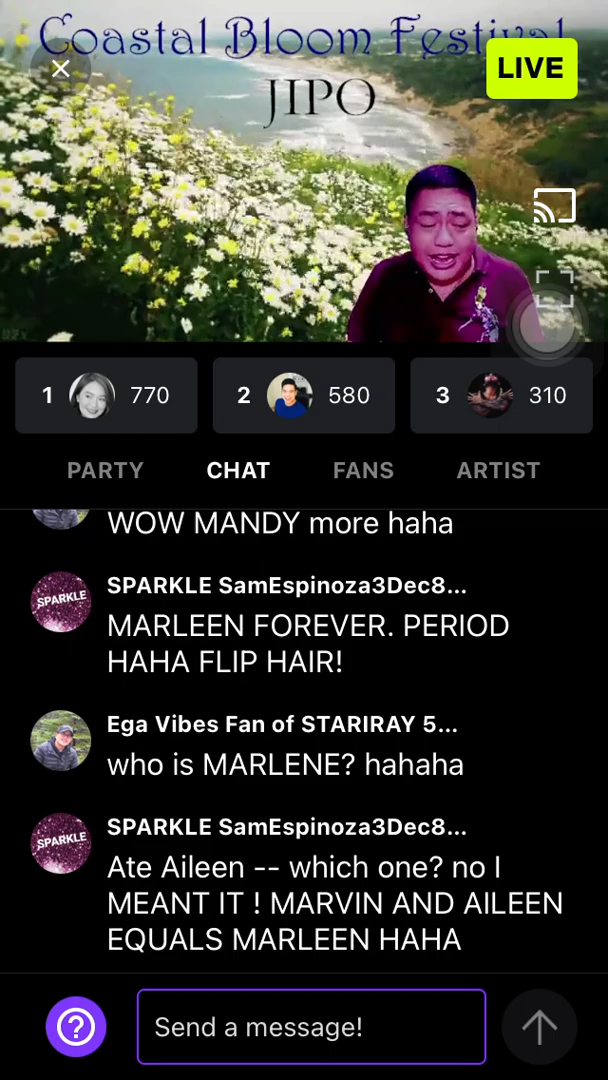 Coastal Bloom Festival
JIPO
LIVE
1 770
2 580
3 310
PARTY CHAT FANS ARTIST
WOW MANDY more haha
SPARKLE SamEspinoza3Dec8...
SPARKLE
MARLEEN FOREVER. PERIOD
HAHA FLIP HAIR!
Ega Vibes Fan of STARIRAY 5...
who is MARLENE? hahaha
SPARKLE SamEspinoza3Dec8...
SPARKLE
Ate Aileen -- which one? no I
MEANT IT ! MARVIN AND AILEEN
EQUALS MARLEEN HAHA
Send a message!